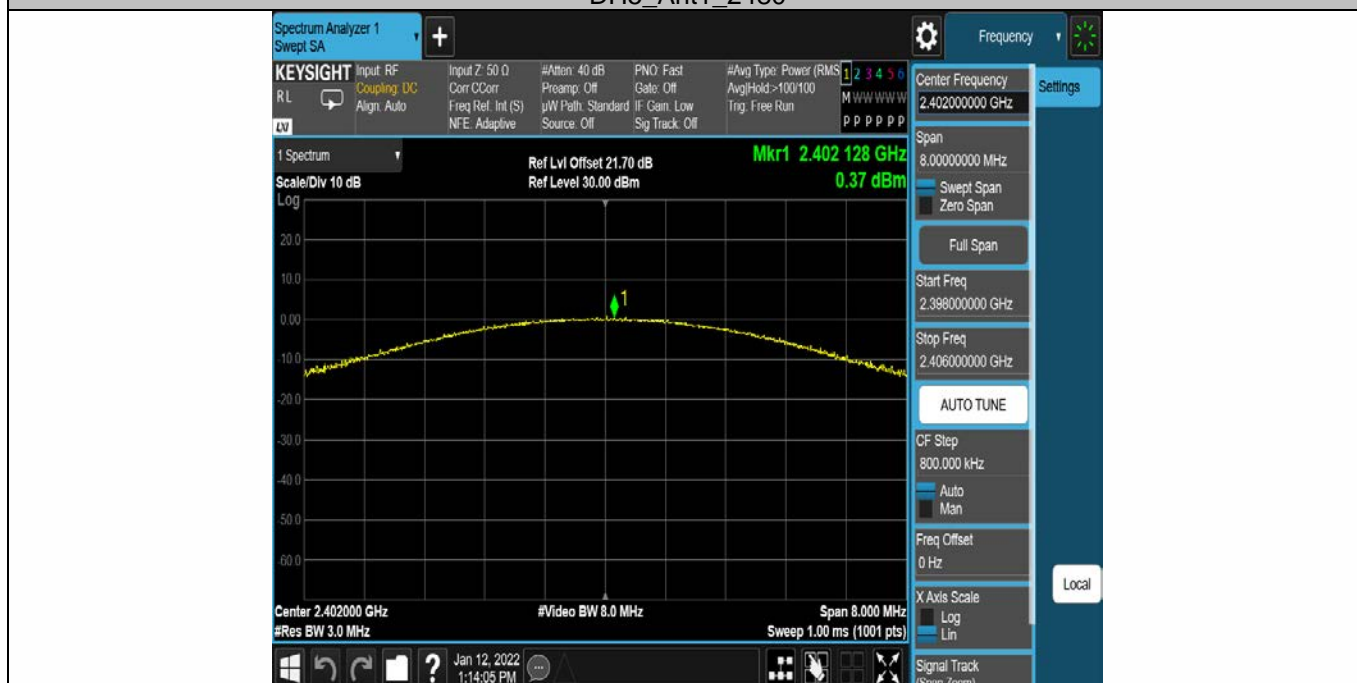 DH5_Ant1_2480
Spectrum Analyzer 1
Swept SA
+
Frequency
KEYSIGHT
RL
LXI
Input: RF
Coupling: DC
Align: Auto
Input Z: 50 Ω
Corr CCorr
Freq Ref: Int (S)
NFE: Adaptive
#Atten: 40 dB
Preamp: Off
µW Path: Standard
Source: Off
PNO: Fast
Gate: Off
IF Gain: Low
Sig Track: Off
#Avg Type: Power (RMS
Avg|Hold:>100/100
Trig: Free Run
1 2 3 4 5 6
M W W W W W
P P P P P P
Center Frequency
2.402000000 GHz
Settings
1 Spectrum
Ref Lvl Offset 21.70 dB
Mkr1 2.402 128 GHz
Scale/Div 10 dB
Ref Level 30.00 dBm
0.37 dBm
Span
8.00000000 MHz
Swept Span
Zero Span
Full Span
Log
20.0
10.0
0.00
-10.0
-20.0
-30.0
-40.0
-50.0
-60.0
1
Start Freq
2.398000000 GHz
Stop Freq
2.406000000 GHz
AUTO TUNE
CF Step
800.000 kHz
Auto
Man
Freq Offset
0 Hz
Local
X Axis Scale
Log
Lin
Center 2.402000 GHz
#Video BW 8.0 MHz
Span 8.000 MHz
#Res BW 3.0 MHz
Sweep 1.00 ms (1001 pts)
?
Jan 12, 2022
1:14:05 PM
Signal Track
(Span Zoom)